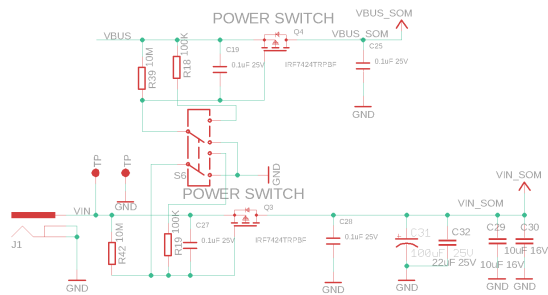 POWER SWITCH
VBUS_SOM
VBUS
Q4
VBUS_SOM
R39 10M
R18 100K
C19
0.1uF 25V
IRF7424TRPBF
C25
0.1uF 25V
GND
S6
GND
TP
TP
GND
POWER SWITCH
VIN_SOM
J1
VIN
Q3
VIN_SOM
R42 10M
R19 100K
C27
0.1uF 25V
IRF7424TRPBF
C28
0.1uF 25V
C31
100uF 25V
C32
22uF 25V
C29
10uF 16V
C30
10uF 16V
GND
GND
GND
GND
GND